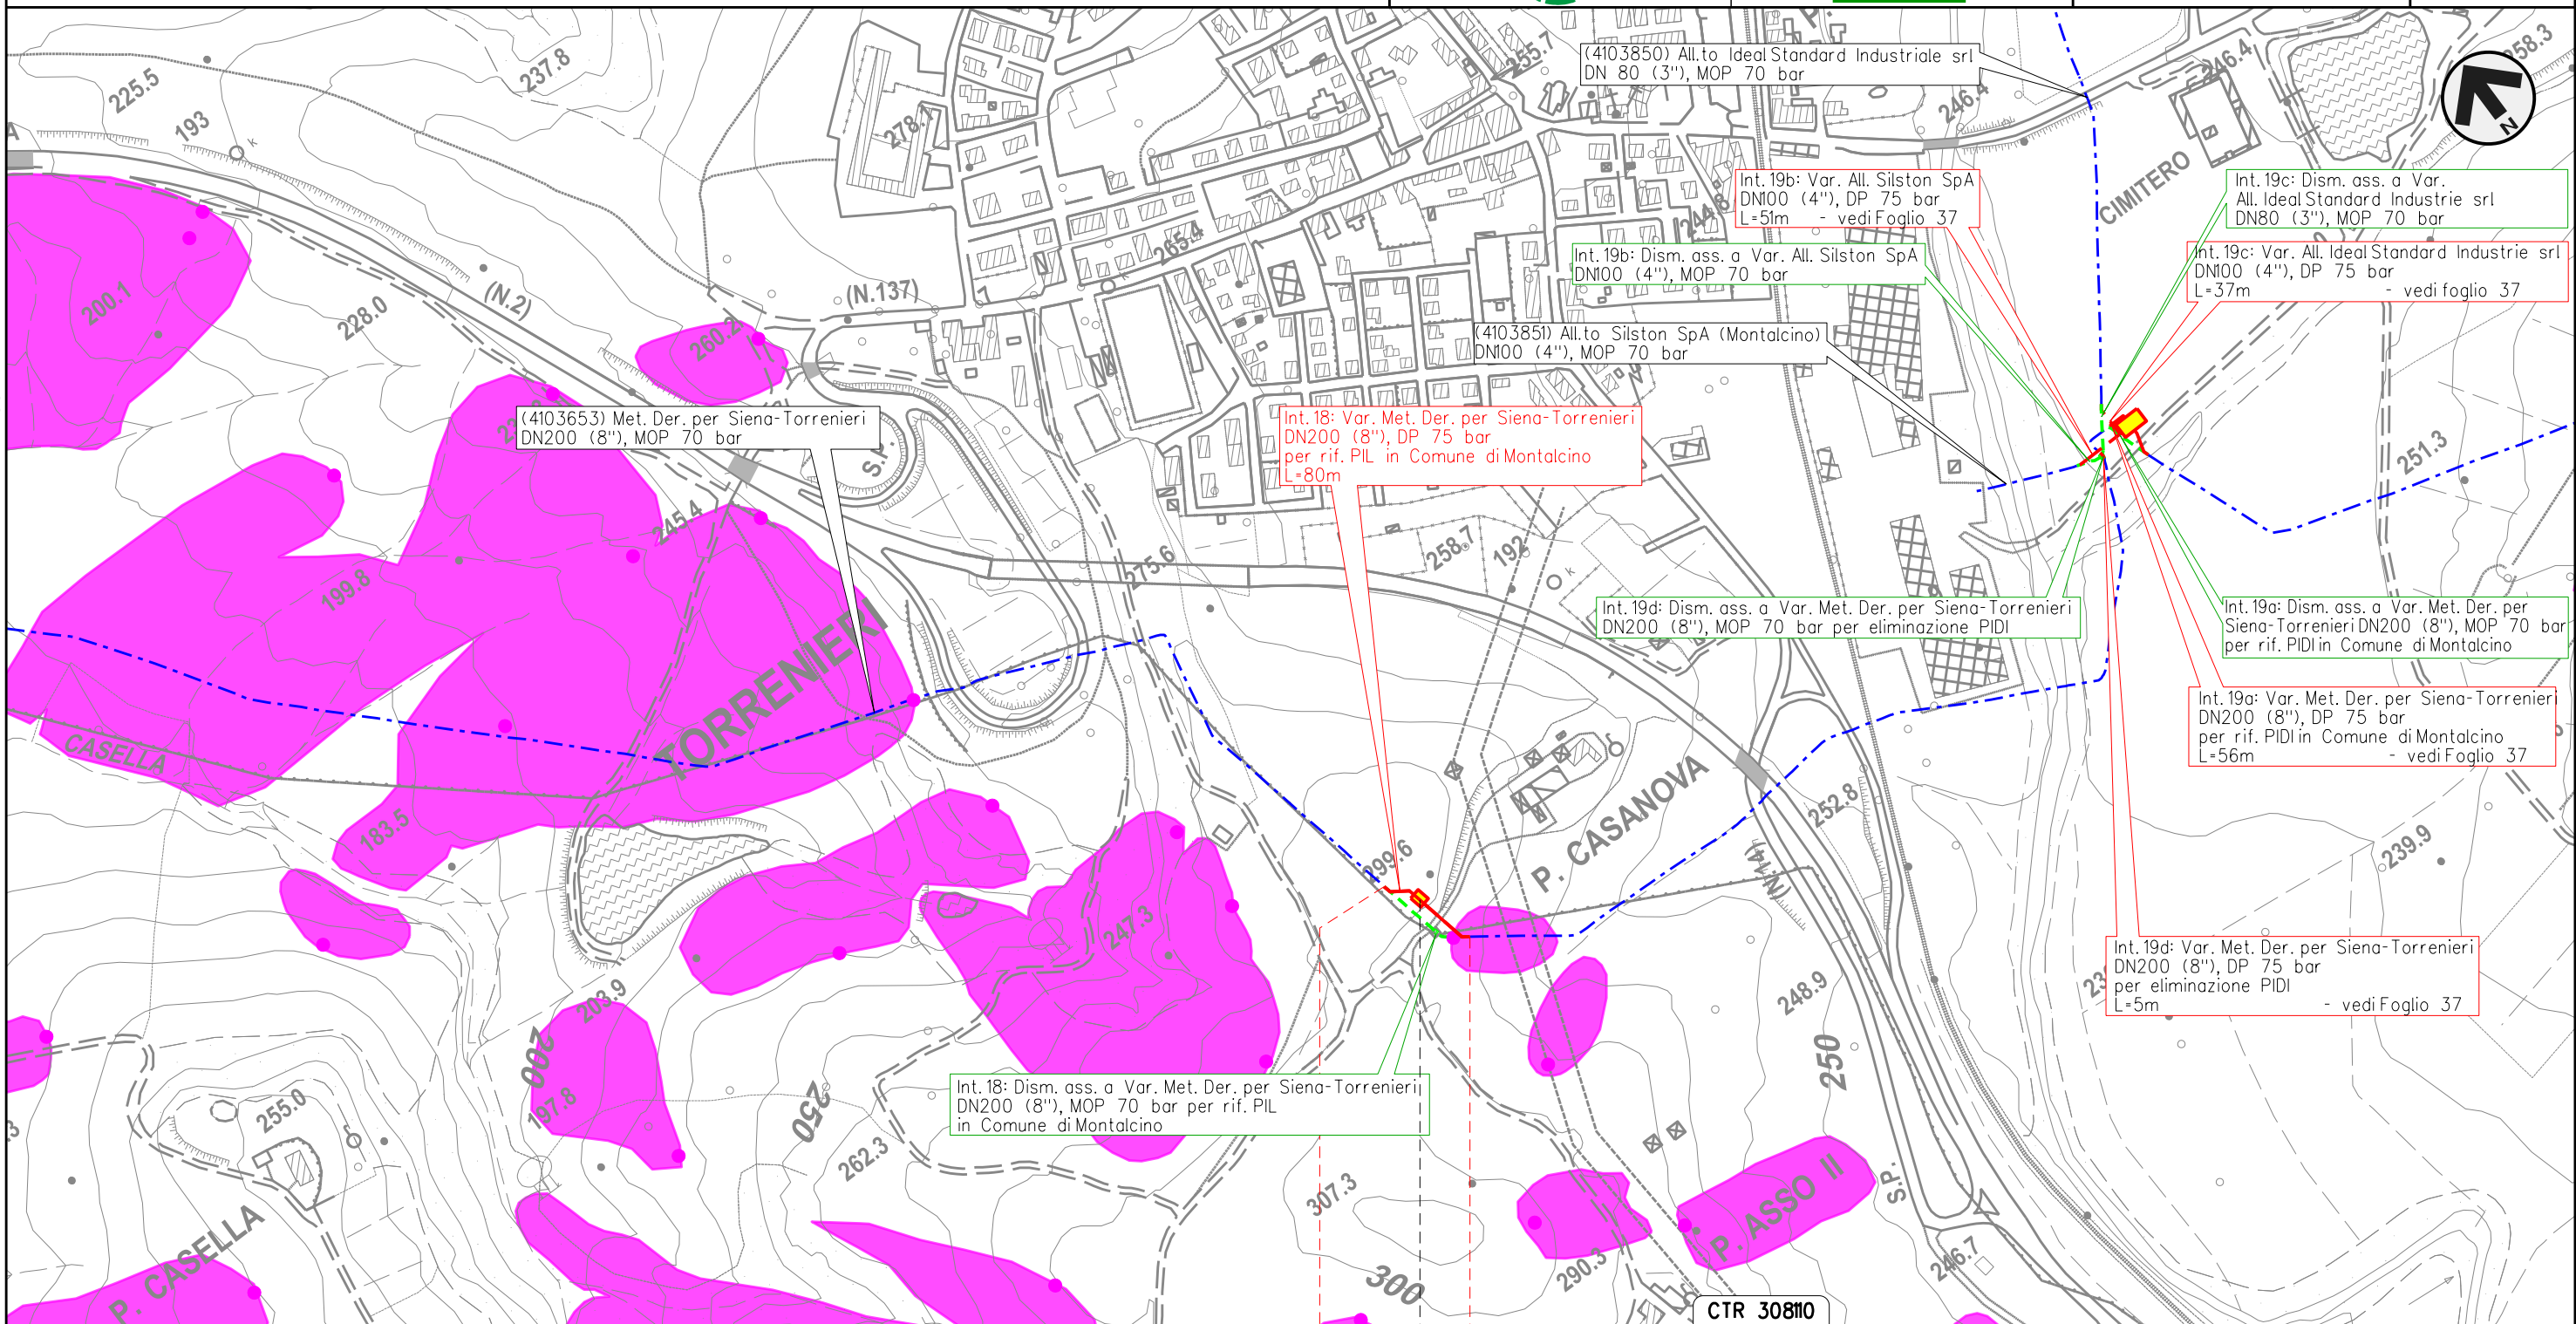 (4103850) All.to Ideal Standard Industriale srl
DN 80 (3"), MOP 70 bar
Int. 19b: Var. All. Silston SpA
DN100 (4"), DP 75 bar
L=51m - vedi Foglio 37
Int. 19c: Dism. ass. a Var.
All. Ideal Standard Industrie srl
DN80 (3"), MOP 70 bar
Int. 19b: Dism. ass. a Var. All. Silston SpA
DN100 (4"), MOP 70 bar
Int. 19c: Var. All. Ideal Standard Industrie srl
DN100 (4"), DP 75 bar
L=37m - vedi foglio 37
(4103851) All.to Silston SpA (Montalcino)
DN100 (4"), MOP 70 bar
(4103653) Met. Der. per Siena-Torrenieri
DN200 (8"), MOP 70 bar
Int. 18: Var. Met. Der. per Siena-Torrenieri
DN200 (8"), DP 75 bar
per rif. PIL in Comune di Montalcino
L=80m
Int. 19d: Dism. ass. a Var. Met. Der. per Siena-Torrenieri
DN200 (8"), MOP 70 bar per eliminazione PIDI
Int. 19a: Dism. ass. a Var. Met. Der. per
Siena-Torrenieri DN200 (8"), MOP 70 bar
per rif. PIDI in Comune di Montalcino
Int. 19a: Var. Met. Der. per Siena-Torrenieri
DN200 (8"), DP 75 bar
per rif. PIDI in Comune di Montalcino
L=56m - vedi Foglio 37
Int. 19d: Var. Met. Der. per Siena-Torrenieri
DN200 (8"), DP 75 bar
per eliminazione PIDI
L=5m - vedi Foglio 37
Int. 18: Dism. ass. a Var. Met. Der. per Siena-Torrenieri
DN200 (8"), MOP 70 bar per rif. PIL
in Comune di Montalcino
225.5
193
237.8
278.1
255.7
246.4
246.4
258.3
N
CIMITERO
244.8
265.4
(N.137)
(N.2)
200.1
228.0
260.2
S.P.
245.4
199.8
275.6
258.7
192
k
k
k
251.3
TORRENIERI
CASELLA
183.5
299.6
P. CASANOVA
252.8
(N.14)
239.9
247.3
203.9
200
197.8
250
262.3
255.0
248.9
250
307.3
300
290.3
P. ASSO II
S.P.
246.7
P. CASELLA
CTR 308110